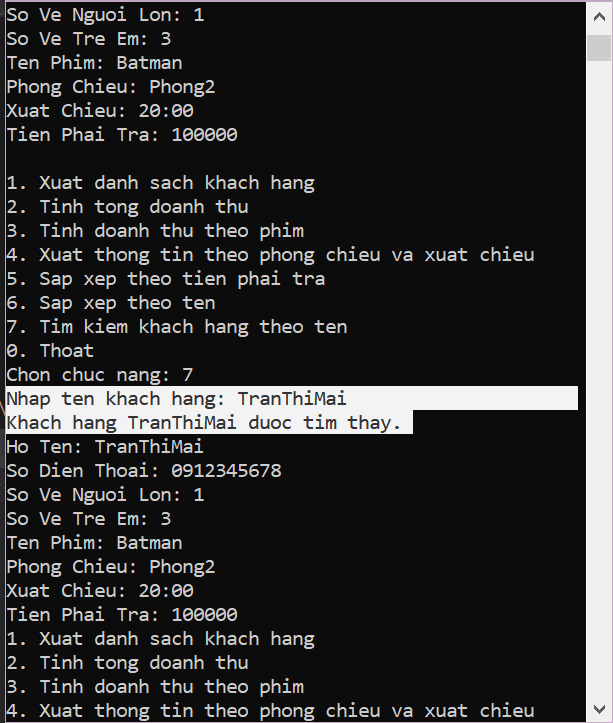 So Ve Nguoi Lon: 1
So Ve Tre Em: 3
Ten Phim: Batman
Phong Chieu: Phong2
Xuat Chieu: 20:00
Tien Phai Tra: 100000
1. Xuat danh sach khach hang
2. Tinh tong doanh thu
3. Tinh doanh thu theo phim
4. Xuat thong tin theo phong chieu va xuat chieu
5. Sap xep theo tien phai tra
6. Sap xep theo ten
7. Tim kiem khach hang theo ten
0. Thoat
Chon chuc nang: 7
Nhap ten khach hang: TranThiMai
Khach hang TranThiMai duoc tim thay.
Ho Ten: TranThiMai
So Dien Thoai: 0912345678
So Ve Nguoi Lon: 1
So Ve Tre Em: 3
Ten Phim: Batman
Phong Chieu: Phong2
Xuat Chieu: 20:00
Tien Phai Tra: 100000
1. Xuat danh sach khach hang
2. Tinh tong doanh thu
3. Tinh doanh thu theo phim
4. Xuat thong tin theo phong chieu va xuat chieu